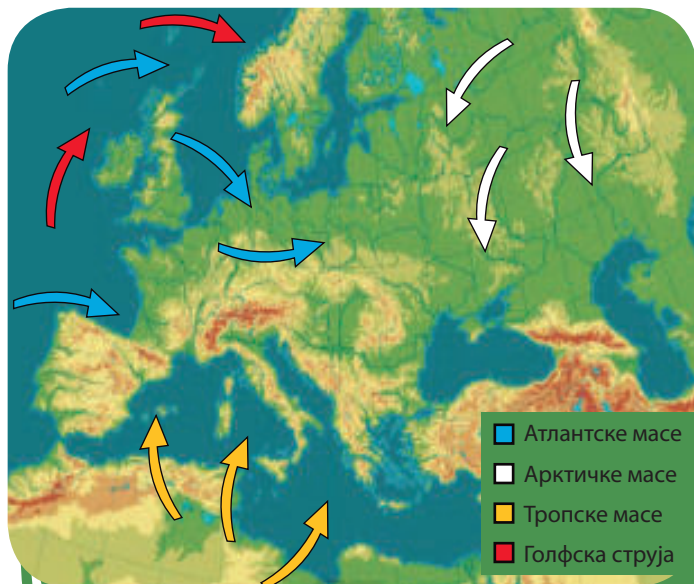 Атлантске масе
Арктичке масе
Тропске масе
Голфска струја